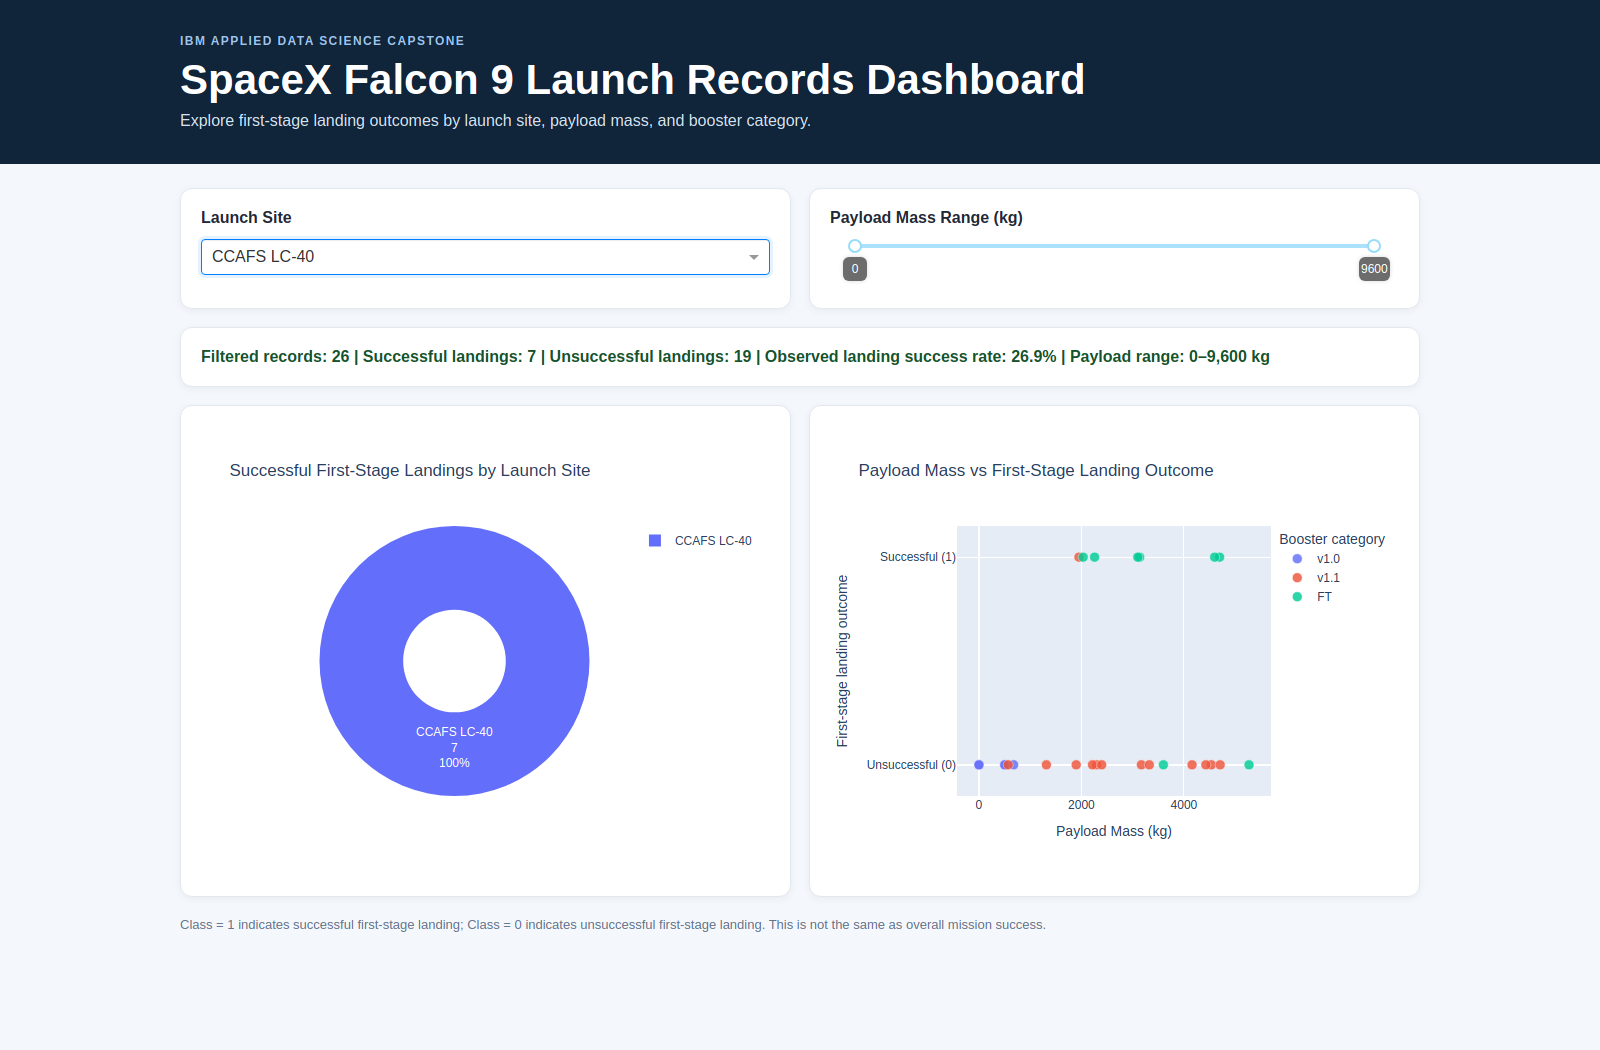 IBM APPLIED DATA SCIENCE CAPSTONE
SpaceX Falcon 9 Launch Records Dashboard
Explore first-stage landing outcomes by launch site, payload mass, and booster category.
Launch Site
CCAFS LC-40
Payload Mass Range (kg)
0
9600
Filtered records: 26 | Successful landings: 7 | Unsuccessful landings: 19 | Observed landing success rate: 26.9% | Payload range: 0–9,600 kg
Successful First-Stage Landings by Launch Site
CCAFS LC-40
CCAFS LC-40
7
100%
Payload Mass vs First-Stage Landing Outcome
First-stage landing outcome
Successful (1)
Unsuccessful (0)
0
2000
4000
Payload Mass (kg)
Booster category
v1.0
v1.1
FT
Class = 1 indicates successful first-stage landing; Class = 0 indicates unsuccessful first-stage landing. This is not the same as overall mission success.